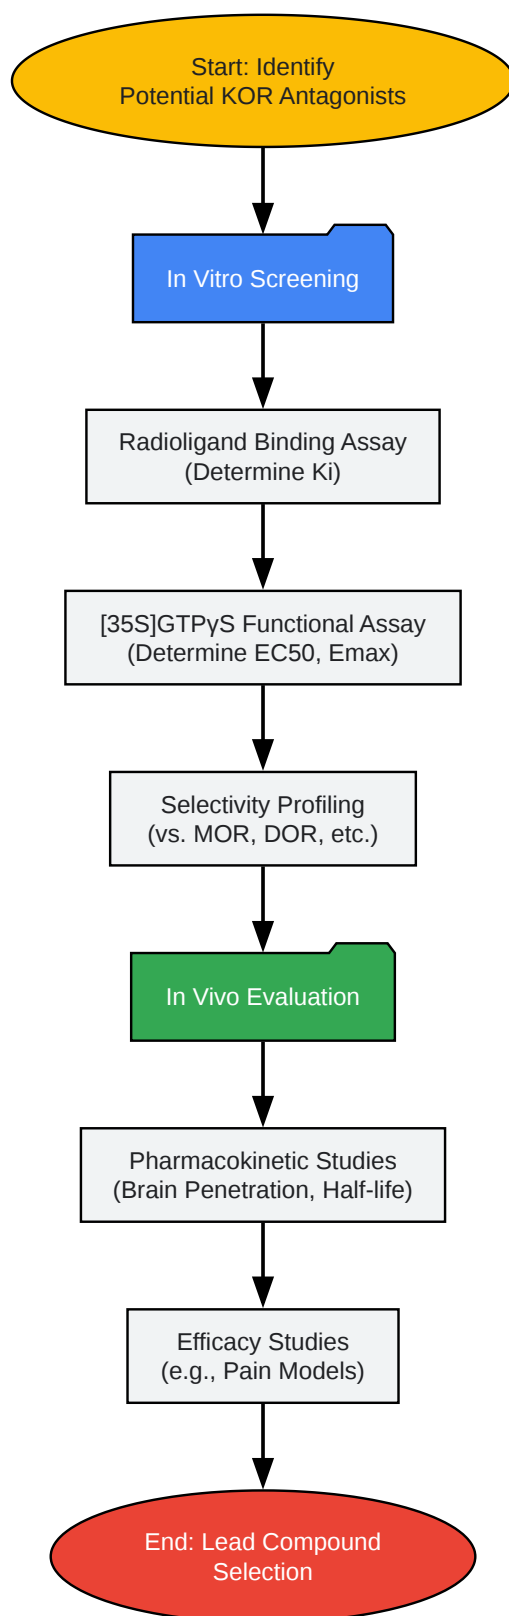 Start: Identify
Potential KOR Antagonists
In Vitro Screening
Radioligand Binding Assay
(Determine Ki)
[35S]GTPγS Functional Assay
(Determine EC50, Emax)
Selectivity Profiling
(vs. MOR, DOR, etc.)
In Vivo Evaluation
Pharmacokinetic Studies
(Brain Penetration, Half-life)
Efficacy Studies
(e.g., Pain Models)
End: Lead Compound
Selection